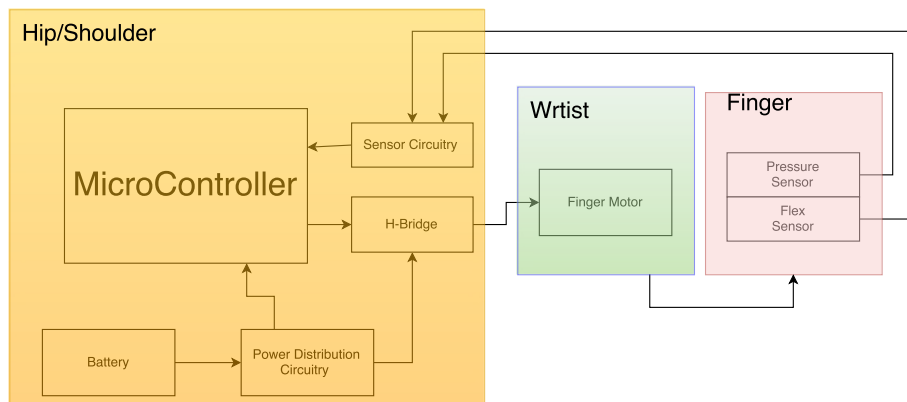 Hip/Shoulder
Wrtist
Finger
MicroController
Sensor Circuitry
H-Bridge
Finger Motor
Pressure
Sensor
Flex
Sensor
Battery
Power Distribution
Circuitry